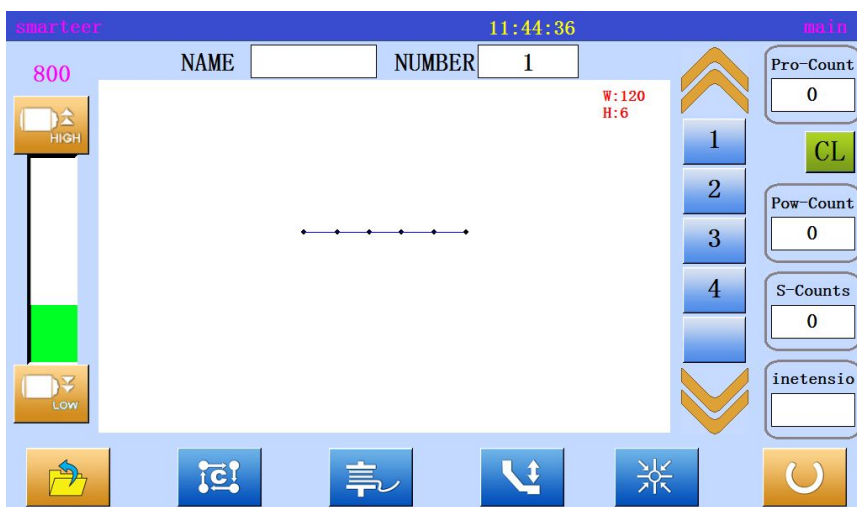 smarteer 11:44:36 main
800 NAME NUMBER 1
HIGH
W:120
H:6
1
2
3
4
LOW
Pro-Count
0
CL
Pow-Count
0
S-Counts
0
inetensio
C